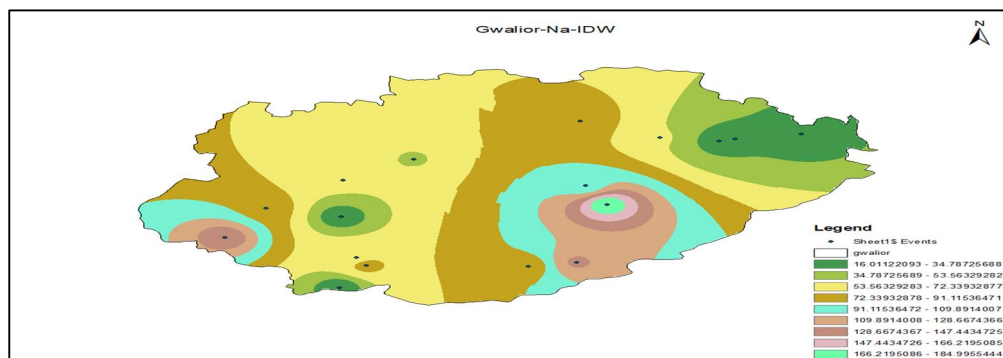 Gwalior-Na-IDW
N
Legend
Sheet1$ Events
gwalior
16.01122093 - 34.78725688
34.78725689 - 53.56329282
53.56329283 - 72.33932877
72.33932878 - 91.11536471
91.11536472 - 109.8914007
109.8914008 - 128.6674366
128.6674367 - 147.4434725
147.4434726 - 166.2195085
166.2195086 - 184.9955444